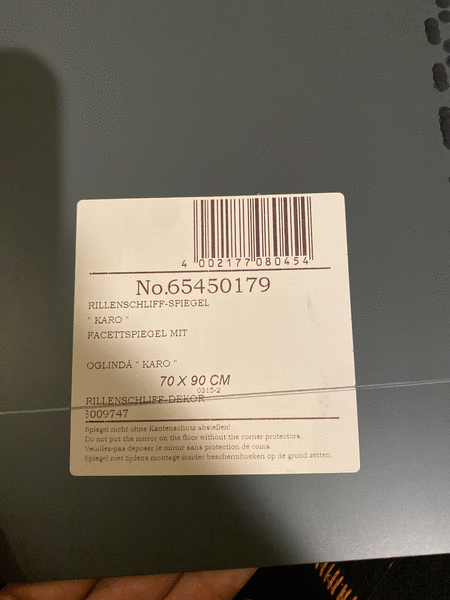 4 002177 080454
No.65450179
RILLENSCHLIFF-SPIEGEL
" KARO "
FACETTSPIEGEL MIT
OGLINDĂ " KARO "
70 X 90 CM
0315-2
RILLENSCHLIFF-DEKOR
3009747
Spiegel nicht ohne Kantenschutz abstellen!
Do not put the mirror on the floor without the corner protectors.
Veuillez-pas deposer le miroir sans protection de coins.
Spiegel niet tijdens montage zonder beschermhoeken op de grond zetten.